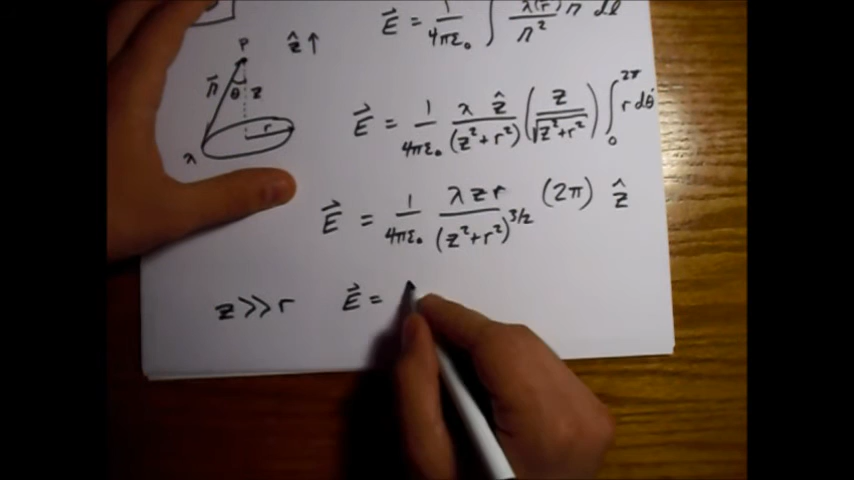 E⃗ = 1/4πε₀ ∫ λ(r)/𝓇² 𝓇̂ dl
P
ẑ ↑
𝓇⃗ θ z
r
λ
E⃗ = 1/4πε₀ λ ẑ/(z²+r²) (z/√(z²+r²)) ∫₀^2π r dθ
E⃗ = 1/4πε₀ λzr/(z²+r²)^3/2 (2π) ẑ
z >> r E⃗ =